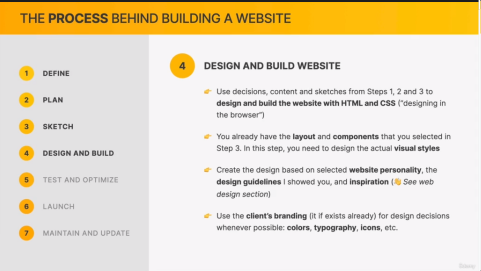 THE PROCESS BEHIND BUILDING A WEBSITE
1 DEFINE
2 PLAN
3 SKETCH
4 DESIGN AND BUILD
5 TEST AND OPTIMIZE
6 LAUNCH
7 MAINTAIN AND UPDATE
4 DESIGN AND BUILD WEBSITE
Use decisions, content and sketches from Steps 1, 2 and 3 to
design and build the website with HTML and CSS ("designing in
the browser")
You already have the layout and components that you selected in
Step 3. In this step, you need to design the actual visual styles
Create the design based on selected website personality, the
design guidelines I showed you, and inspiration (👋 See web
design section)
Use the client's branding (it if exists already) for design decisions
whenever possible: colors, typography, icons, etc.